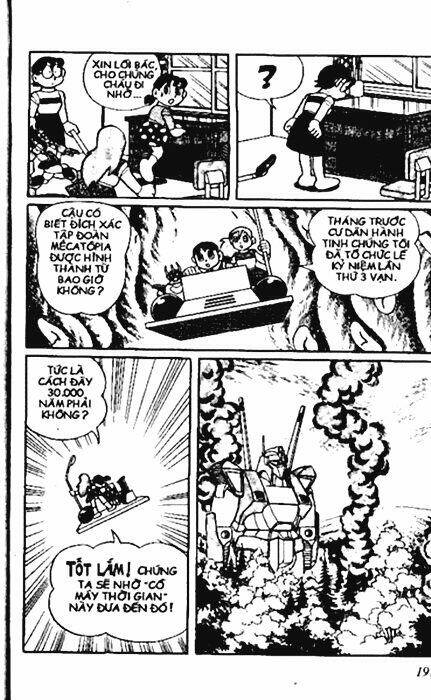 XIN LỖI BÁC,
CHO CHÚNG
CHÁU ĐI
NHỜ...
?
CẬU CÓ
BIẾT ĐÍCH XÁC
TẬP ĐOÀN
MÉCATÔPIA
ĐƯỢC HÌNH
THÀNH TỪ
BAO GIỜ
KHÔNG?
THÁNG TRƯỚC
CƯ DÂN HÀNH
TINH CHÚNG TÔI
ĐÃ TỔ CHỨC LỄ
KỶ NIỆM LẦN
THỨ 3 VẠN.
TỨC LÀ
CÁCH ĐÂY
30.000
NĂM PHẢI
KHÔNG?
TỐT LẮM! CHÚNG
TA SẼ NHỜ "CỖ
MÁY THỜI GIAN"
NÀY ĐƯA ĐẾN ĐÓ!